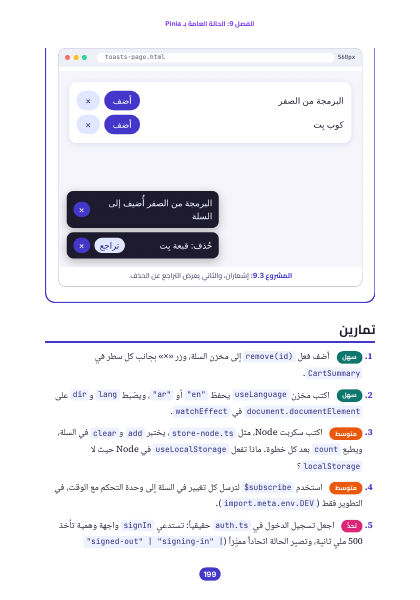 الفصل 9: الحالة العامة بـ Pinia
toasts-page.html
560px
البرمجة من الصفر
أضف
×
كوب پت
أضف
×
البرمجة من الصفر أُضيف إلى السلة
×
حُذف: قبعة پت
تراجع
×
المشروع 9.3: إشعاران، والثاني يعرض التراجع عن الحذف.
تمارين
1. سهل أضف فعل remove(id) إلى مخزن السلة، وزر «×» بجانب كل سطر في
CartSummary .
2. سهل اكتب مخزن useLanguage يحفظ "en" أو "ar"، ويضبط lang و dir على
document.documentElement في watchEffect .
3. متوسط اكتب سكربت Node، مثل store-node.ts ، يختبر add و clear في السلة،
ويطبع count بعد كل خطوة. ماذا تفعل useLocalStorage في Node حيث لا
localStorage ؟
4. متوسط استخدم $subscribe لترسل كل تغيير في السلة إلى وحدة التحكم مع الوقت، في
التطوير فقط ( import.meta.env.DEV ).
5. تحدٍّ اجعل تسجيل الدخول في auth.ts حقيقياً: تستدعي signIn واجهة وهمية تأخذ
500 ملي ثانية، وتصير الحالة اتحاداً مميَّزاً ( "signed-out" | "signing-in" |
199